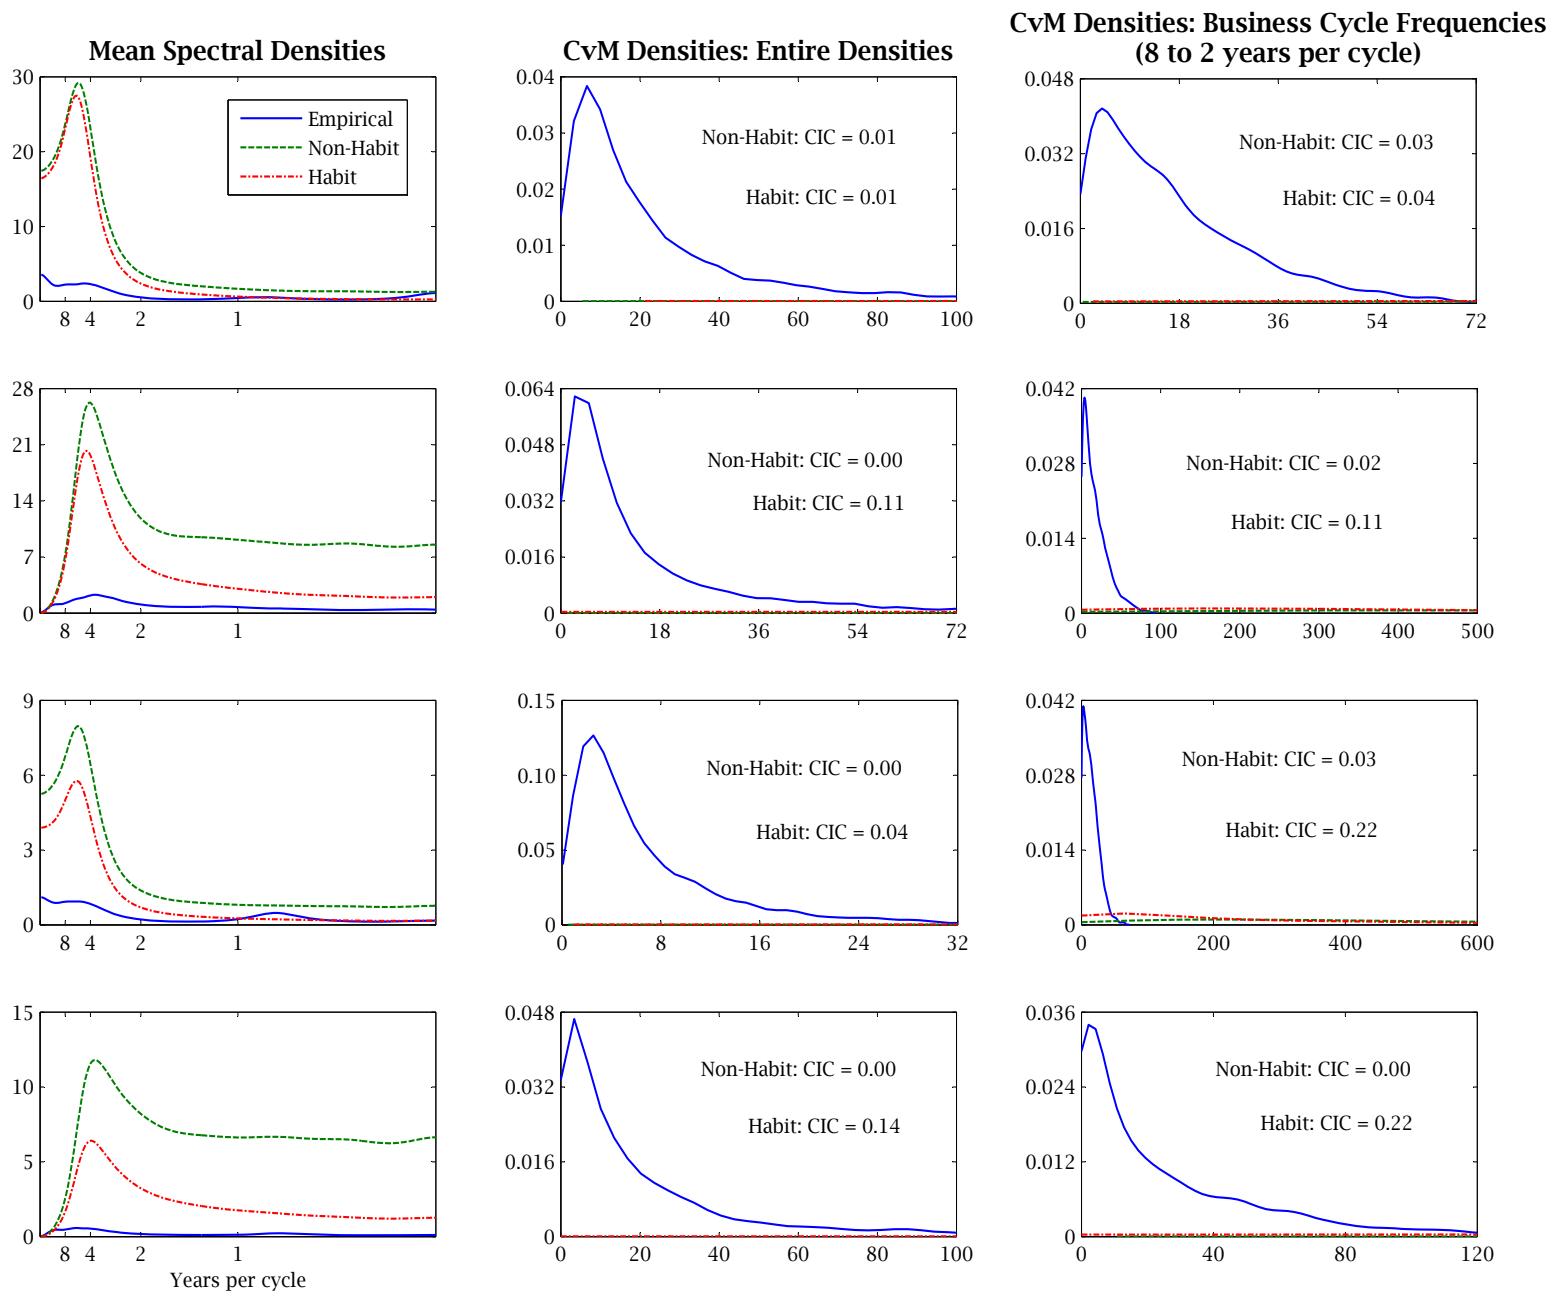 Mean Spectral Densities
CvM Densities: Entire Densities
CvM Densities: Business Cycle Frequencies
(8 to 2 years per cycle)
30
20
10
0
8 4 2 1
Empirical
Non-Habit
Habit
0.04
0.03
0.02
0.01
0
0 20 40 60 80 100
Non-Habit: CIC = 0.01
Habit: CIC = 0.01
0.048
0.032
0.016
0
0 18 36 54 72
Non-Habit: CIC = 0.03
Habit: CIC = 0.04
28
21
14
7
0
8 4 2 1
0.064
0.048
0.032
0.016
0
0 18 36 54 72
Non-Habit: CIC = 0.00
Habit: CIC = 0.11
0.042
0.028
0.014
0
0 100 200 300 400 500
Non-Habit: CIC = 0.02
Habit: CIC = 0.11
9
6
3
0
8 4 2 1
0.15
0.10
0.05
0
0 8 16 24 32
Non-Habit: CIC = 0.00
Habit: CIC = 0.04
0.042
0.028
0.014
0
0 200 400 600
Non-Habit: CIC = 0.03
Habit: CIC = 0.22
15
10
5
0
8 4 2 1
Years per cycle
0.048
0.032
0.016
0
0 20 40 60 80 100
Non-Habit: CIC = 0.00
Habit: CIC = 0.14
0.036
0.024
0.012
0
0 40 80 120
Non-Habit: CIC = 0.00
Habit: CIC = 0.22